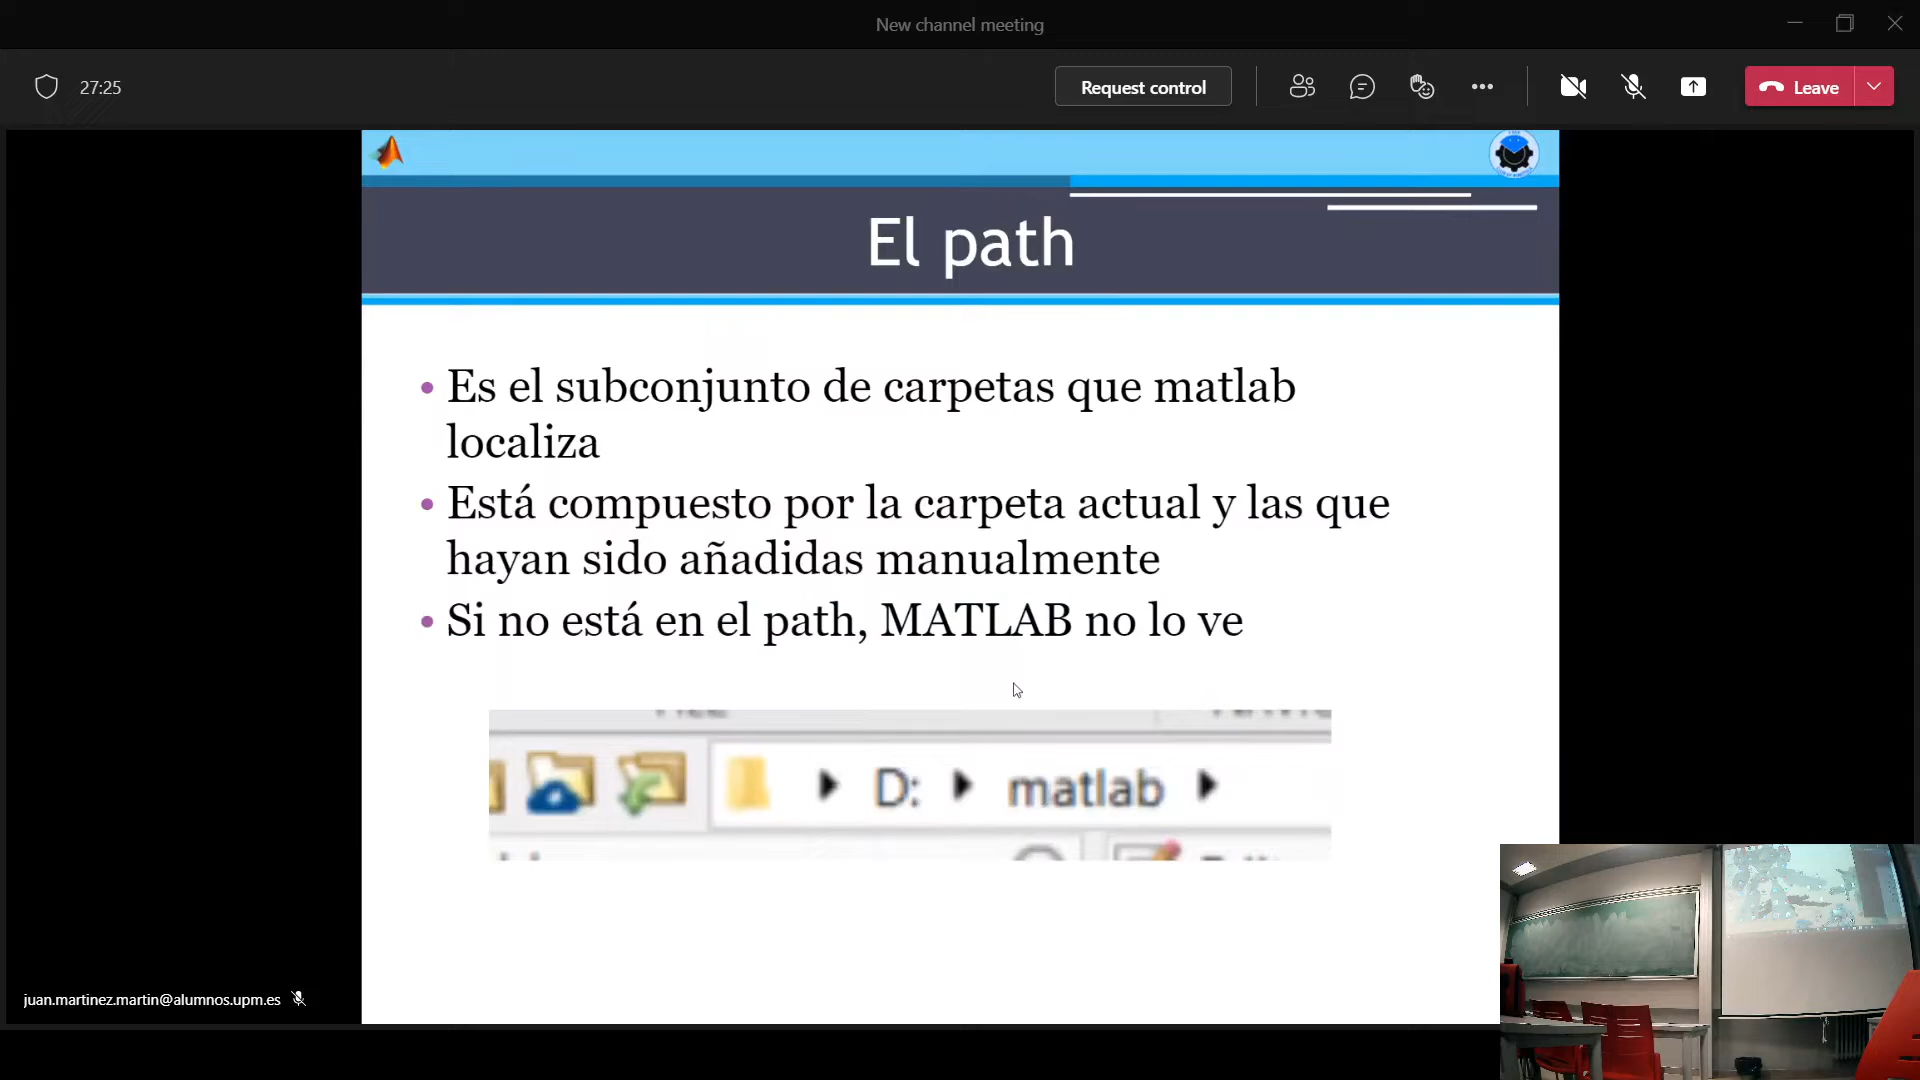 New channel meeting
27:25
Request control
Leave
El path
• Es el subconjunto de carpetas que matlab
localiza
• Está compuesto por la carpeta actual y las que
hayan sido añadidas manualmente
• Si no está en el path, MATLAB no lo ve
D:
matlab
juan.martinez.martin@alumnos.upm.es